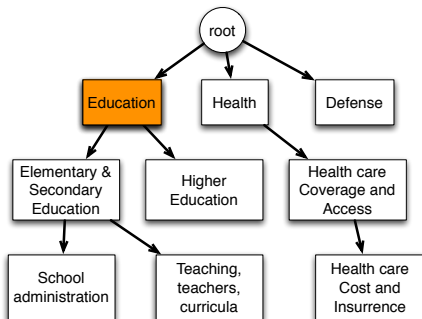 root
Education
Health
Defense
Elementary &
Secondary
Education
Higher
Education
Health care
Coverage and
Access
School
administration
Teaching,
teachers,
curricula
Health care
Cost and
Insurrence